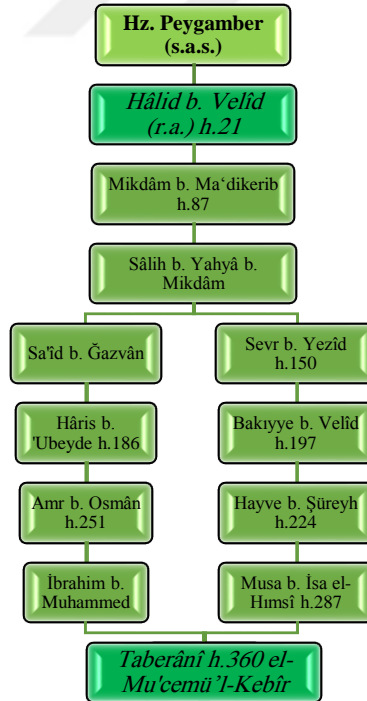 Hz. Peygamber
(s.a.s.)
Hâlid b. Velîd
(r.a.) h.21
Mikdâm b. Ma‘dikerib
h.87
Sâlih b. Yahyâ b.
Mikdâm
Sa'îd b. Ğazvân
Hâris b.
'Ubeyde h.186
Amr b. Osmân
h.251
İbrahim b.
Muhammed
Sevr b. Yezîd
h.150
Bakıyye b. Velîd
h.197
Hayve b. Şüreyh
h.224
Musa b. İsa el-
Hımsî h.287
Taberânî h.360 el-
Mu'cemü’l-Kebîr